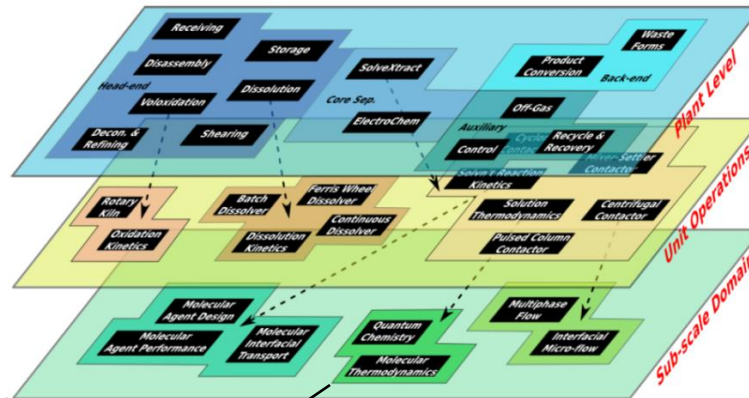 Receiving
Storage
Disassembly
Head-end
Voloxidation
Dissolution
Decon. &
Refining
Shearing
SolveXtract
Core Sep.
ElectroChem
Waste
Forms
Product
Conversion
Back-end
Off-Gas
Auxiliary
Control
Recycle &
Recovery
Plant Level
Mixer-Settler
Contactor
Solvn't Reactions
Kinetics
Rotary
Kiln
Oxidation
Kinetics
Batch
Dissolver
Ferris Wheel
Dissolver
Continuous
Dissolver
Dissolution
Kinetics
Solution
Thermodynamics
Centrifugal
Contactor
Pulsed Column
Contactor
Unit Operations
Molecular
Agent Design
Molecular
Agent Performance
Molecular
Interfacial
Transport
Quantum
Chemistry
Molecular
Thermodynamics
Multiphase
Flow
Interfacial
Micro-flow
Sub-scale Domain